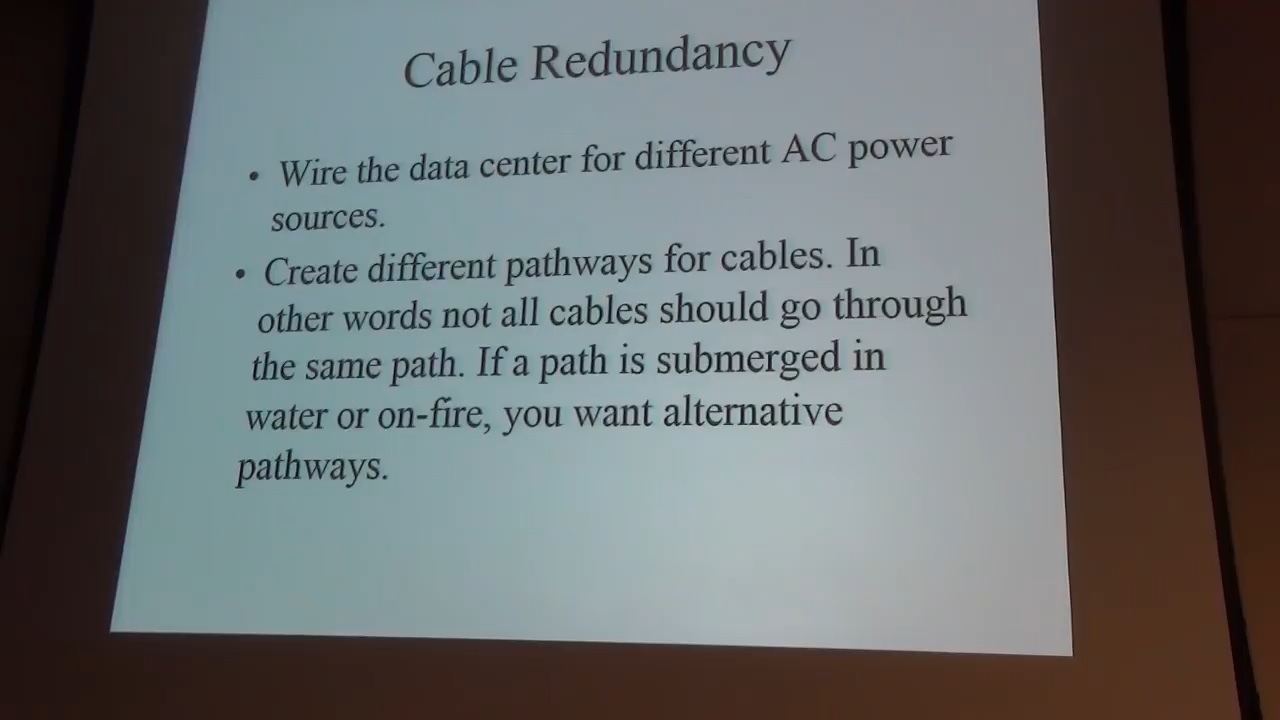 Cable Redundancy
• Wire the data center for different AC power
sources.
• Create different pathways for cables. In
other words not all cables should go through
the same path. If a path is submerged in
water or on-fire, you want alternative
pathways.